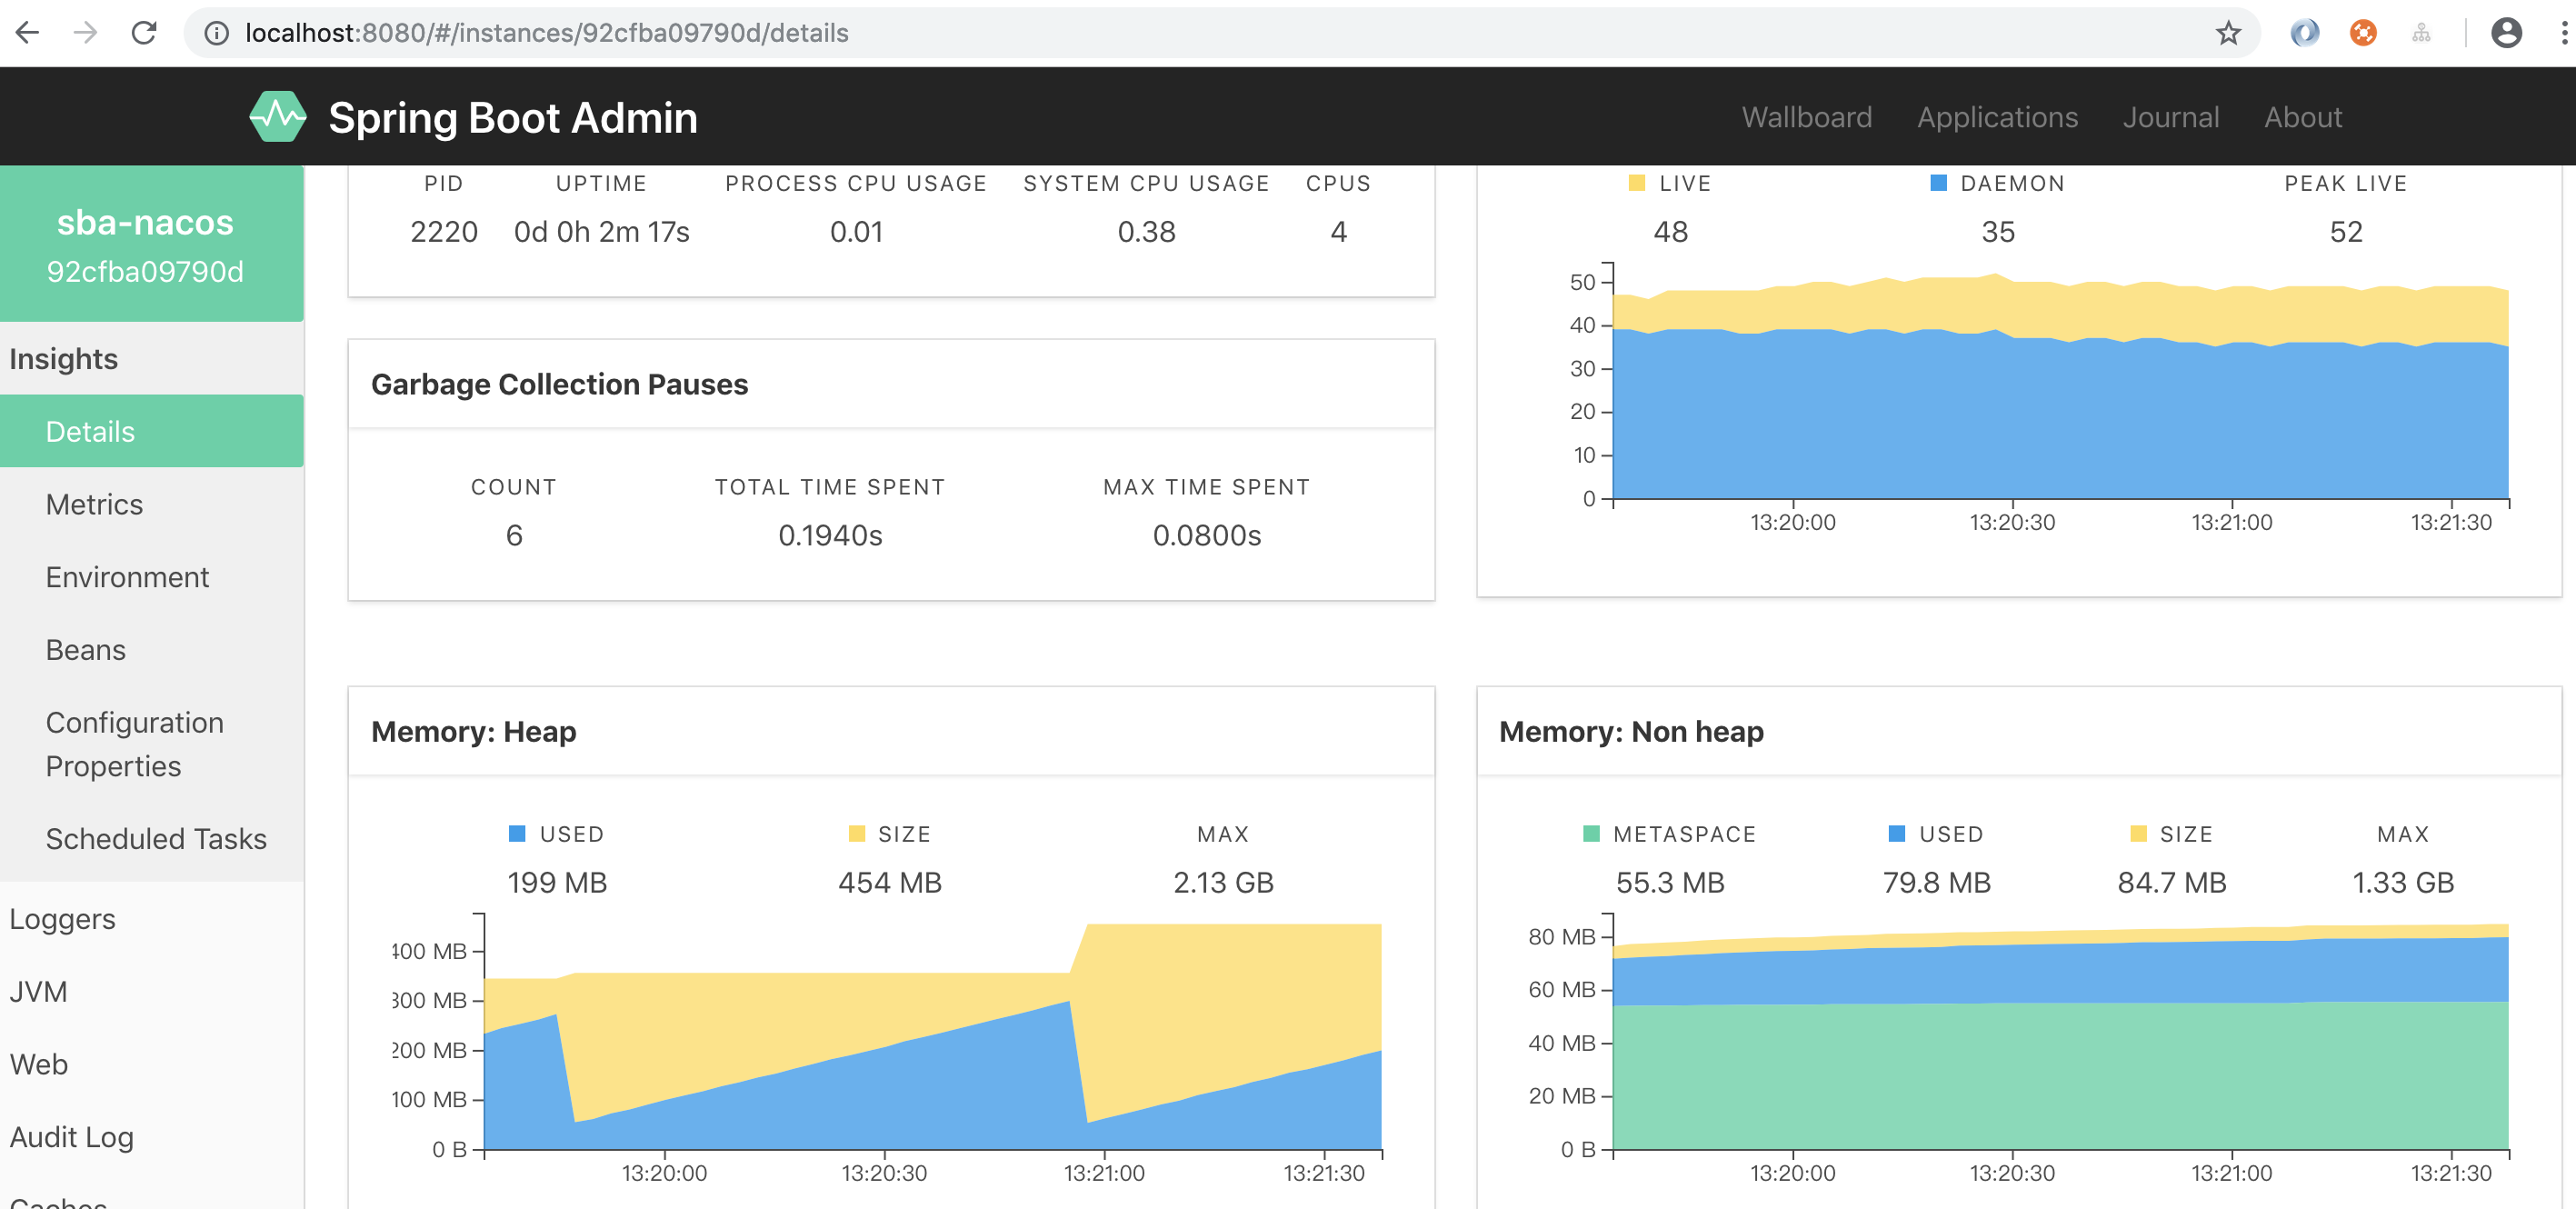 localhost:8080/#/instances/92cfba09790d/details
Spring Boot Admin
Wallboard Applications Journal About
sba-nacos
92cfba09790d
Insights
Details
Metrics
Environment
Beans
Configuration
Properties
Scheduled Tasks
Loggers
JVM
Web
Audit Log
PID UPTIME PROCESS CPU USAGE SYSTEM CPU USAGE CPUS
2220 0d 0h 2m 17s 0.01 0.38 4
LIVE DAEMON PEAK LIVE
48 35 52
50
40
30
20
10
0
13:20:00 13:20:30 13:21:00 13:21:30
Garbage Collection Pauses
COUNT TOTAL TIME SPENT MAX TIME SPENT
6 0.1940s 0.0800s
Memory: Heap
USED SIZE MAX
199 MB 454 MB 2.13 GB
400 MB
300 MB
200 MB
100 MB
0 B
13:20:00 13:20:30 13:21:00 13:21:30
Memory: Non heap
METASPACE USED SIZE MAX
55.3 MB 79.8 MB 84.7 MB 1.33 GB
80 MB
60 MB
40 MB
20 MB
0 B
13:20:00 13:20:30 13:21:00 13:21:30